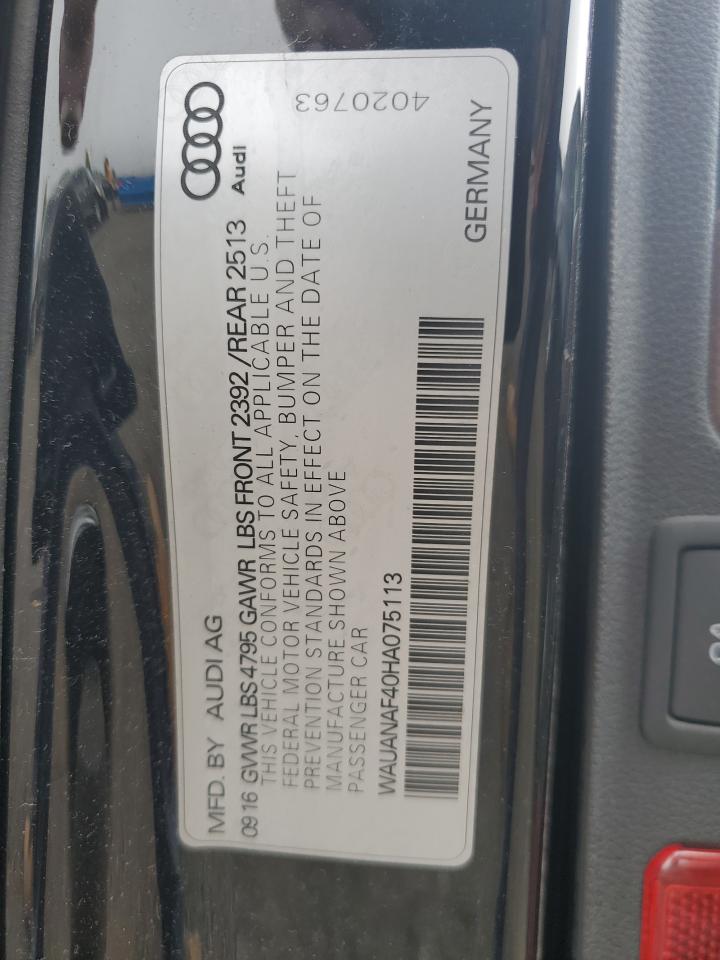 MFD. BY AUDI AG
Audi
0916 GVWR LBS 4795 GAWR LBS FRONT 2392 /REAR 2513
THIS VEHICLE CONFORMS TO ALL APPLICABLE U.S.
FEDERAL MOTOR VEHICLE SAFETY, BUMPER AND THEFT
PREVENTION STANDARDS IN EFFECT ON THE DATE OF
MANUFACTURE SHOWN ABOVE
PASSENGER CAR
4020763
WAUANAF40HA075113
GERMANY